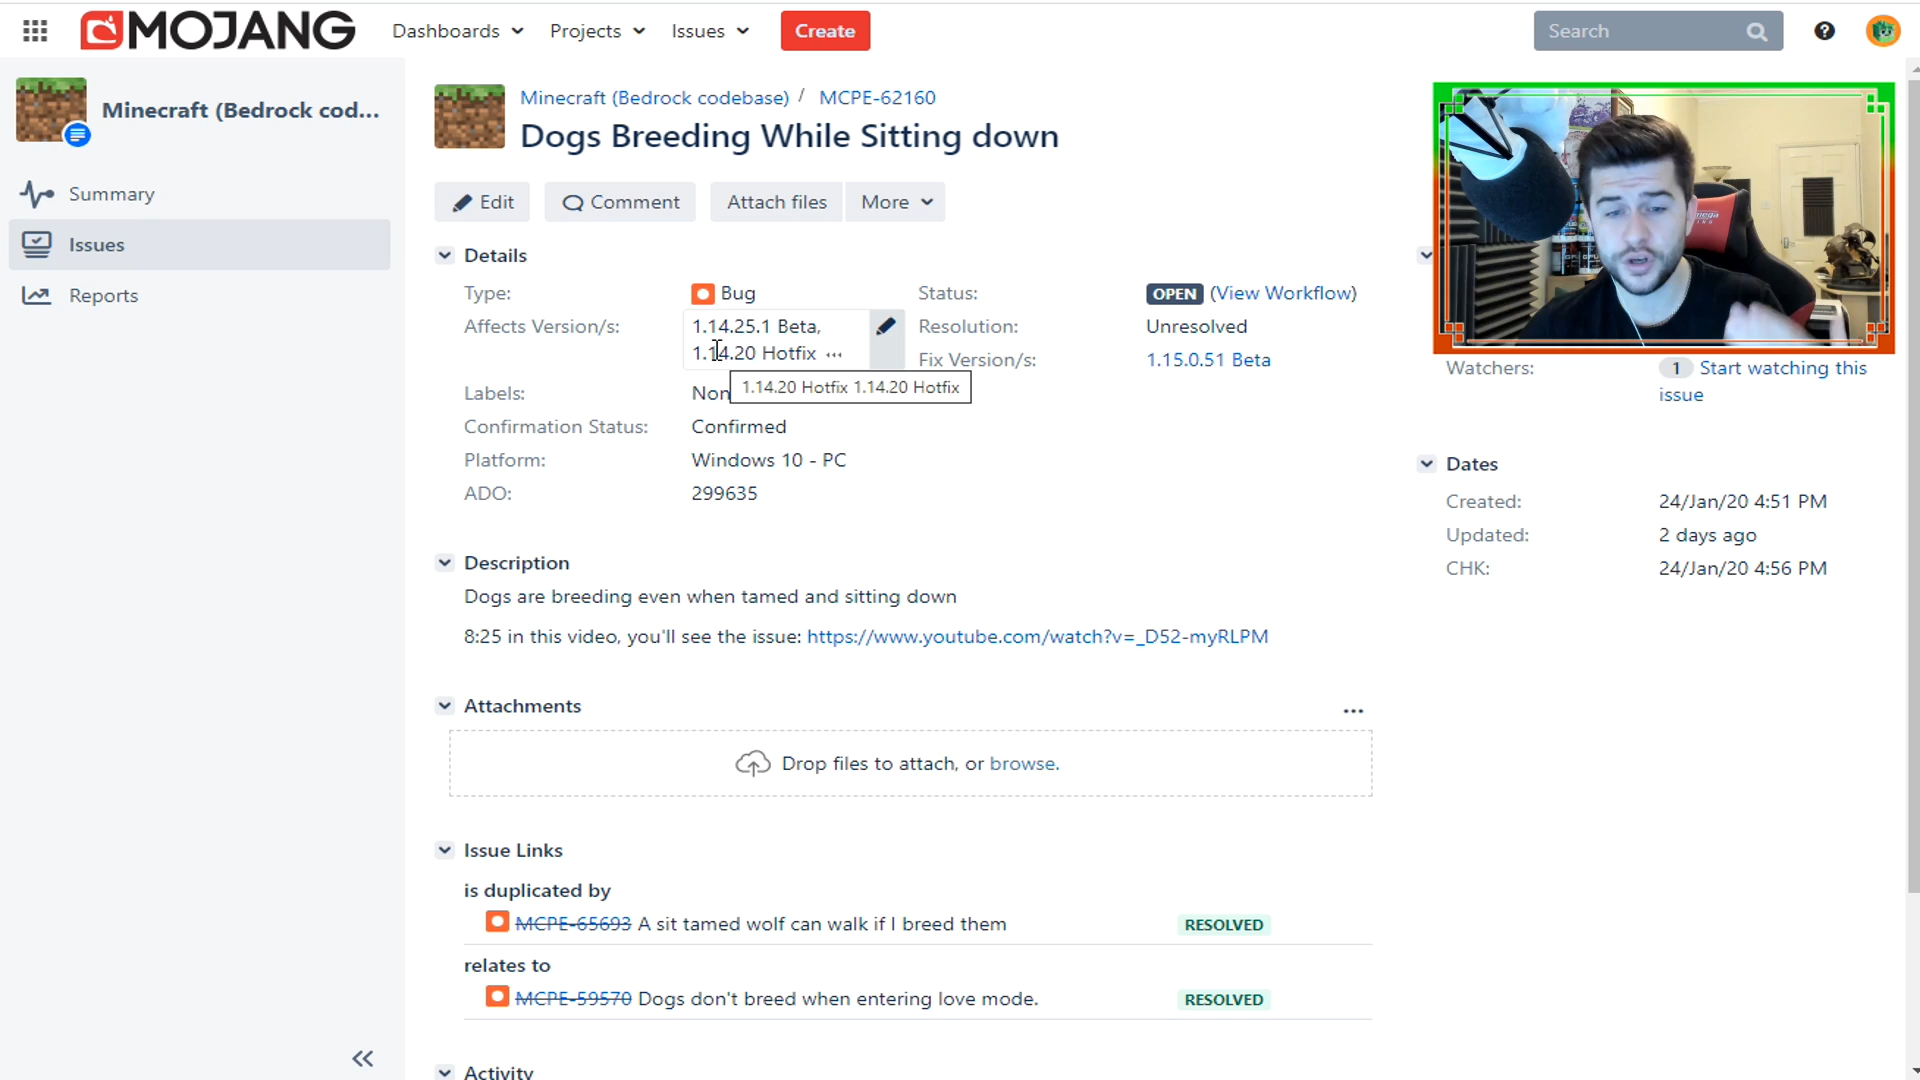 MOJANG Dashboards Projects Issues Create Search
Minecraft (Bedrock cod...
Summary
Issues
Reports
Minecraft (Bedrock codebase) / MCPE-62160
Dogs Breeding While Sitting down
Edit Comment Attach files More
Details
Type: Bug Status: OPEN (View Workflow)
Affects Version/s: 1.14.25.1 Beta, Resolution: Unresolved
1.14.20 Hotfix ... Fix Version/s: 1.15.0.51 Beta
1.14.20 Hotfix 1.14.20 Hotfix
Labels: Non
Confirmation Status: Confirmed
Platform: Windows 10 - PC
ADO: 299635
Watchers: 1 Start watching this
issue
Dates
Created: 24/Jan/20 4:51 PM
Updated: 2 days ago
CHK: 24/Jan/20 4:56 PM
Description
Dogs are breeding even when tamed and sitting down
8:25 in this video, you'll see the issue: https://www.youtube.com/watch?v=_D52-myRLPM
Attachments
Drop files to attach, or browse.
Issue Links
is duplicated by
MCPE-65693 A sit tamed wolf can walk if I breed them RESOLVED
relates to
MCPE-59570 Dogs don't breed when entering love mode. RESOLVED
Activity